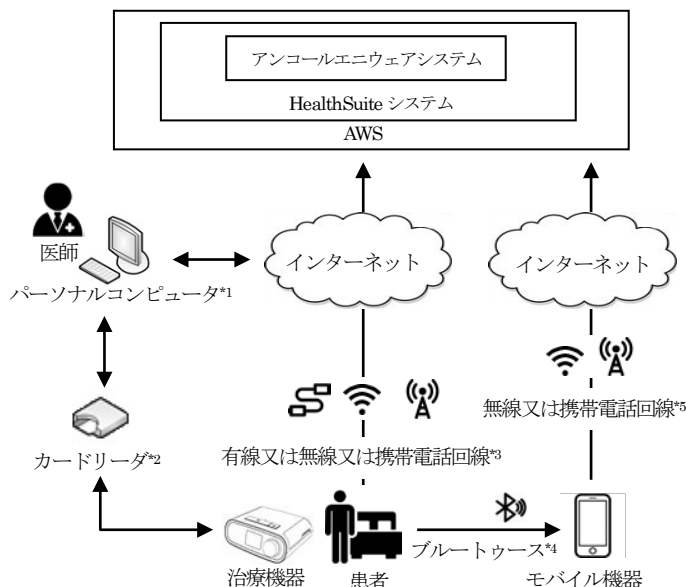 アンコールエニウェアシステム
HealthSuite システム
AWS
医師
パーソナルコンピュータ*1
インターネット
インターネット
カードリーダ*2
有線又は無線又は携帯電話回線*3
無線又は携帯電話回線*5
治療機器
患者
ブルートゥース*4
モバイル機器